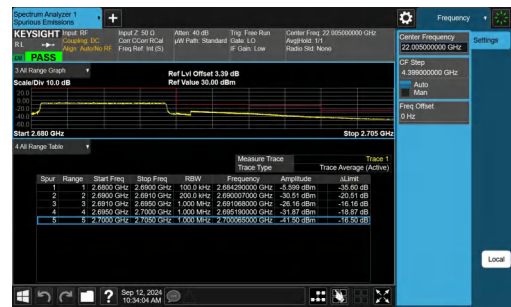 Spectrum Analyzer 1
Spurious Emissions
Frequency
KEYSIGHT
Input: RF
Coupling: DC
Align: Auto/No RF
Input Z: 50 Ω
Corr CCorr RCal
Freq Ref: Int (S)
Atten: 40 dB
µW Path: Standard
Trig: Free Run
Gate: LO
IF Gain: Low
Center Freq: 22.005000000 GHz
Avg|Hold: 1/1
Radio Std: None
RL
PASS
Center Frequency
22.005000000 GHz
Settings
CF Step
4.399000000 GHz
Auto
Man
Freq Offset
0 Hz
3 All Range Graph
Scale/Div 10.0 dB
Ref Lvl Offset 3.39 dB
Ref Value 30.00 dBm
20.0
0.00
-20.0
-40.0
-60.0
Start 2.680 GHz
Stop 2.705 GHz
4 All Range Table
Measure Trace Trace 1
Trace Type Trace Average (Active)
Spur Range Start Freq Stop Freq RBW Frequency Amplitude ΔLimit
1 1 2.6800 GHz 2.6900 GHz 100.0 kHz 2.684290000 GHz -5.599 dBm -35.60 dB
2 2 2.6900 GHz 2.6910 GHz 200.0 kHz 2.690007000 GHz -30.51 dBm -20.51 dB
3 3 2.6910 GHz 2.6950 GHz 1.000 MHz 2.691068000 GHz -26.16 dBm -16.16 dB
4 4 2.6950 GHz 2.7000 GHz 1.000 MHz 2.695190000 GHz -31.87 dBm -18.87 dB
5 5 2.7000 GHz 2.7050 GHz 1.000 MHz 2.700065000 GHz -41.50 dBm -16.50 dB
Local
Sep 12, 2024
10:34:04 AM